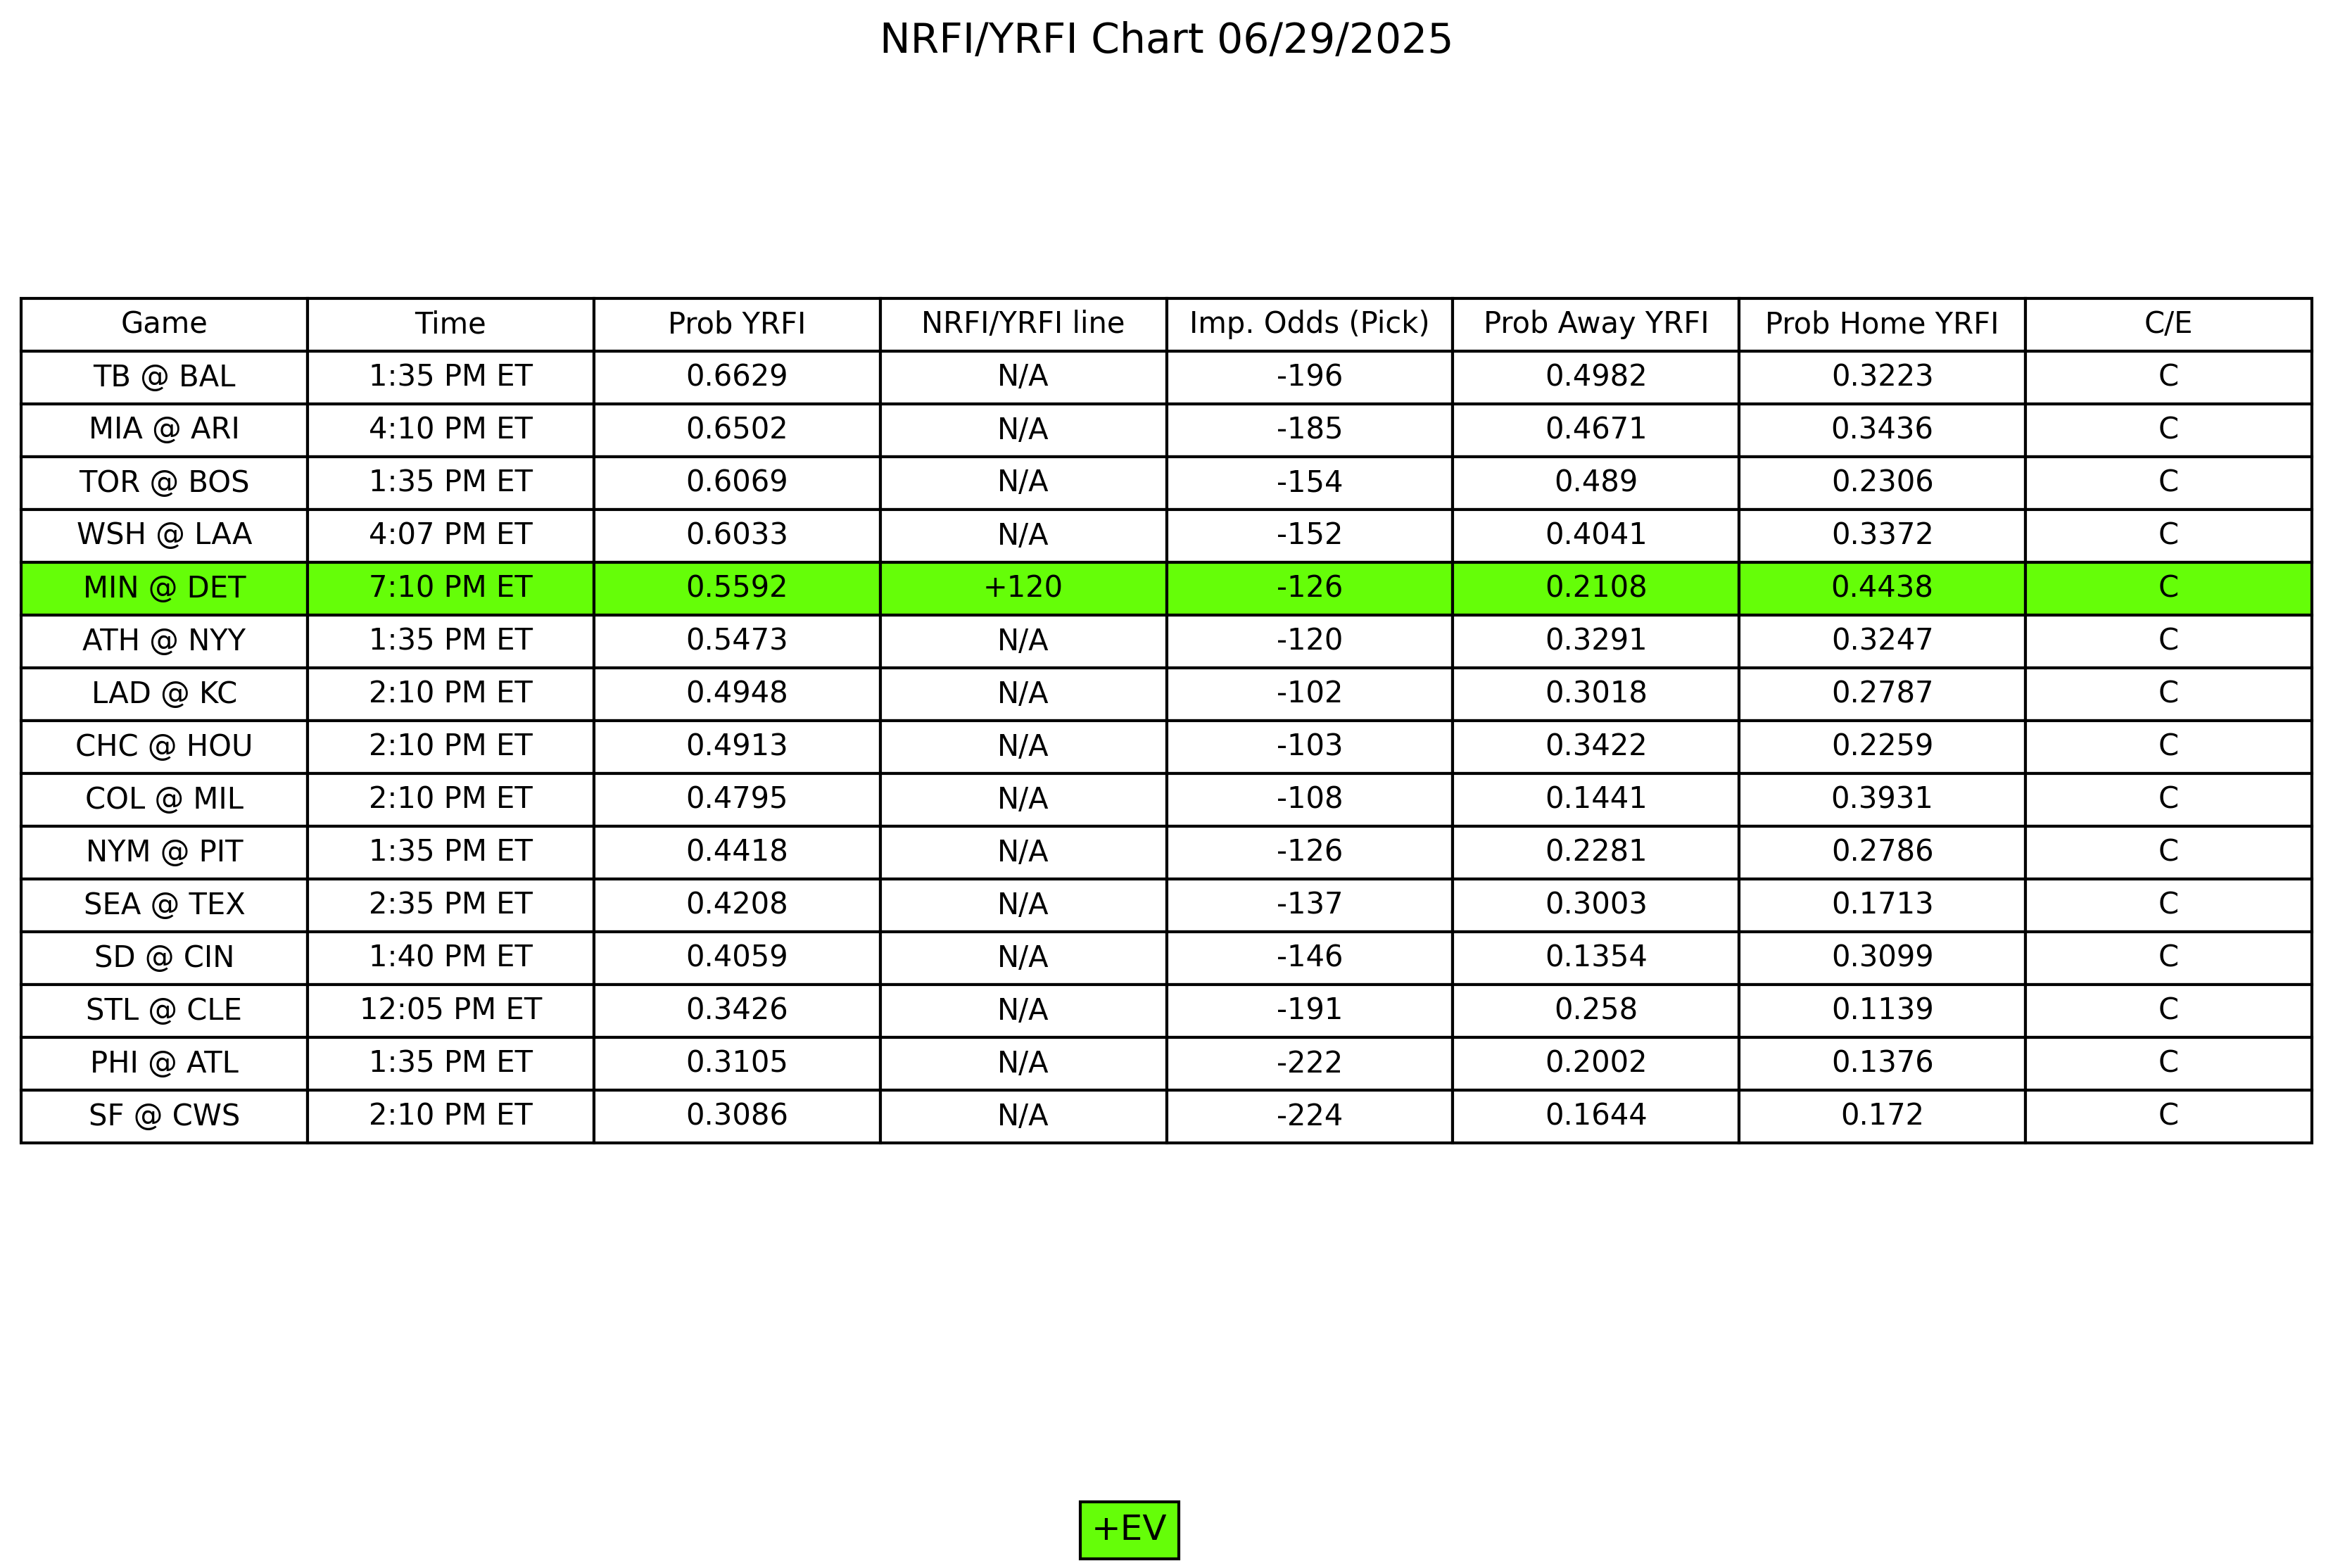 NRFI/YRFI Chart 06/29/2025
Game Time Prob YRFI NRFI/YRFI line Imp. Odds (Pick) Prob Away YRFI Prob Home YRFI C/E
TB @ BAL 1:35 PM ET 0.6629 N/A -196 0.4982 0.3223 C
MIA @ ARI 4:10 PM ET 0.6502 N/A -185 0.4671 0.3436 C
TOR @ BOS 1:35 PM ET 0.6069 N/A -154 0.489 0.2306 C
WSH @ LAA 4:07 PM ET 0.6033 N/A -152 0.4041 0.3372 C
MIN @ DET 7:10 PM ET 0.5592 +120 -126 0.2108 0.4438 C
ATH @ NYY 1:35 PM ET 0.5473 N/A -120 0.3291 0.3247 C
LAD @ KC 2:10 PM ET 0.4948 N/A -102 0.3018 0.2787 C
CHC @ HOU 2:10 PM ET 0.4913 N/A -103 0.3422 0.2259 C
COL @ MIL 2:10 PM ET 0.4795 N/A -108 0.1441 0.3931 C
NYM @ PIT 1:35 PM ET 0.4418 N/A -126 0.2281 0.2786 C
SEA @ TEX 2:35 PM ET 0.4208 N/A -137 0.3003 0.1713 C
SD @ CIN 1:40 PM ET 0.4059 N/A -146 0.1354 0.3099 C
STL @ CLE 12:05 PM ET 0.3426 N/A -191 0.258 0.1139 C
PHI @ ATL 1:35 PM ET 0.3105 N/A -222 0.2002 0.1376 C
SF @ CWS 2:10 PM ET 0.3086 N/A -224 0.1644 0.172 C
+EV